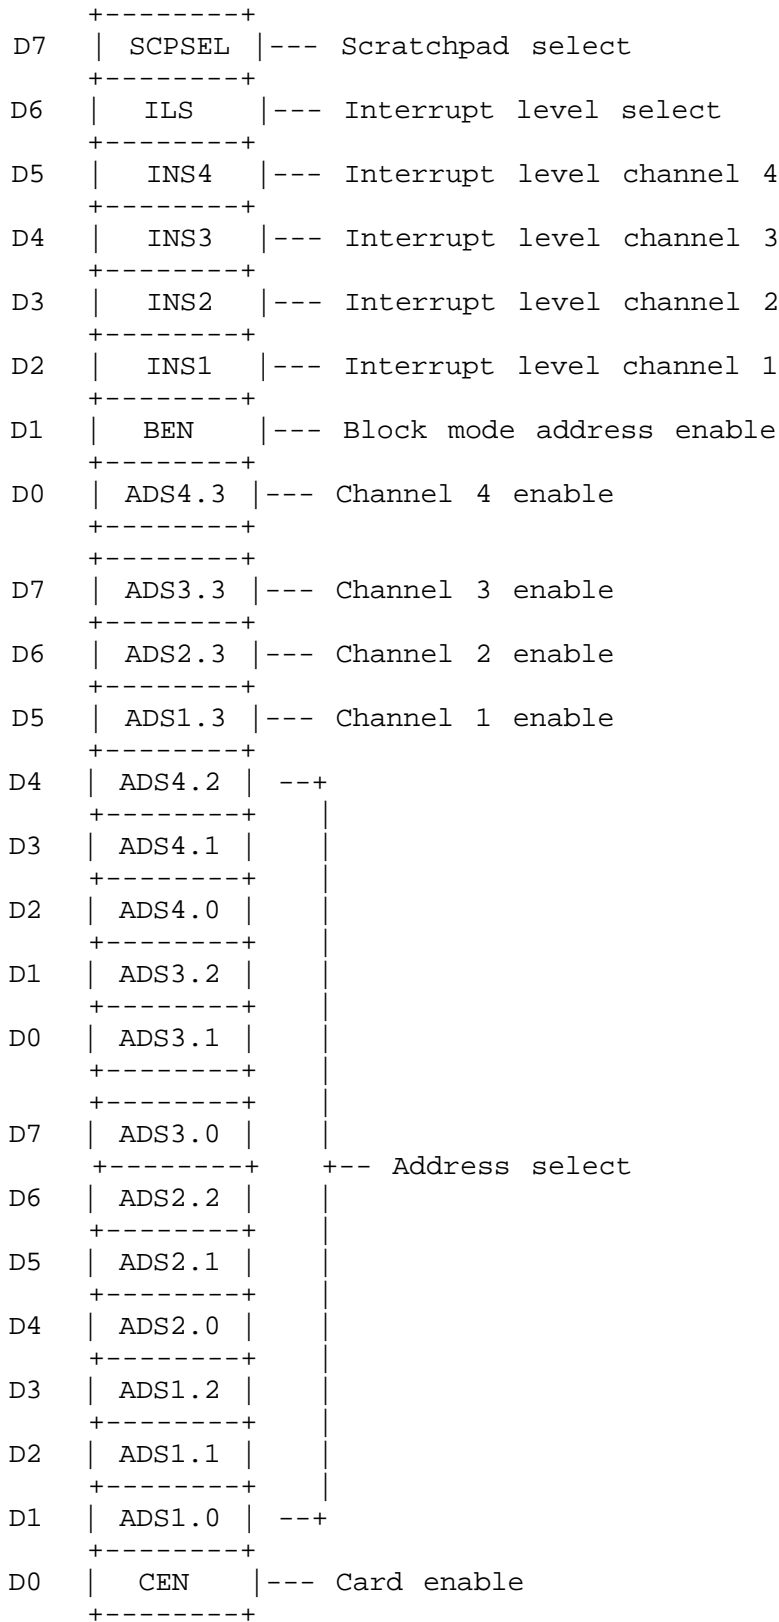 +--------+
D7 | SCPSEL |--- Scratchpad select
+--------+
D6 | ILS |--- Interrupt level select
+--------+
D5 | INS4 |--- Interrupt level channel 4
+--------+
D4 | INS3 |--- Interrupt level channel 3
+--------+
D3 | INS2 |--- Interrupt level channel 2
+--------+
D2 | INS1 |--- Interrupt level channel 1
+--------+
D1 | BEN |--- Block mode address enable
+--------+
D0 | ADS4.3 |--- Channel 4 enable
+--------+
+--------+
D7 | ADS3.3 |--- Channel 3 enable
+--------+
D6 | ADS2.3 |--- Channel 2 enable
+--------+
D5 | ADS1.3 |--- Channel 1 enable
+--------+
D4 | ADS4.2 | --+
+--------+ |
D3 | ADS4.1 | |
+--------+ |
D2 | ADS4.0 | |
+--------+ |
D1 | ADS3.2 | |
+--------+ |
D0 | ADS3.1 | |
+--------+ |
+--------+ |
D7 | ADS3.0 | |
+--------+ +-- Address select
D6 | ADS2.2 | |
+--------+ |
D5 | ADS2.1 | |
+--------+ |
D4 | ADS2.0 | |
+--------+ |
D3 | ADS1.2 | |
+--------+ |
D2 | ADS1.1 | |
+--------+ |
D1 | ADS1.0 | --+
+--------+
D0 | CEN |--- Card enable
+--------+